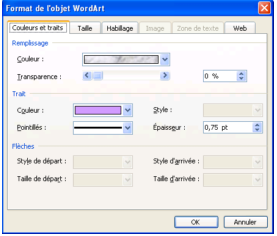 Format de l'objet WordArt
Couleurs et traits Taille Habillage Image Zone de texte Web
Remplissage
Couleur :
Transparence : 0 %
Trait
Couleur : Style :
Pointillés : Épaisseur : 0,75 pt
Flèches
Style de départ : Style d'arrivée :
Taille de départ : Taille d'arrivée :
OK Annuler